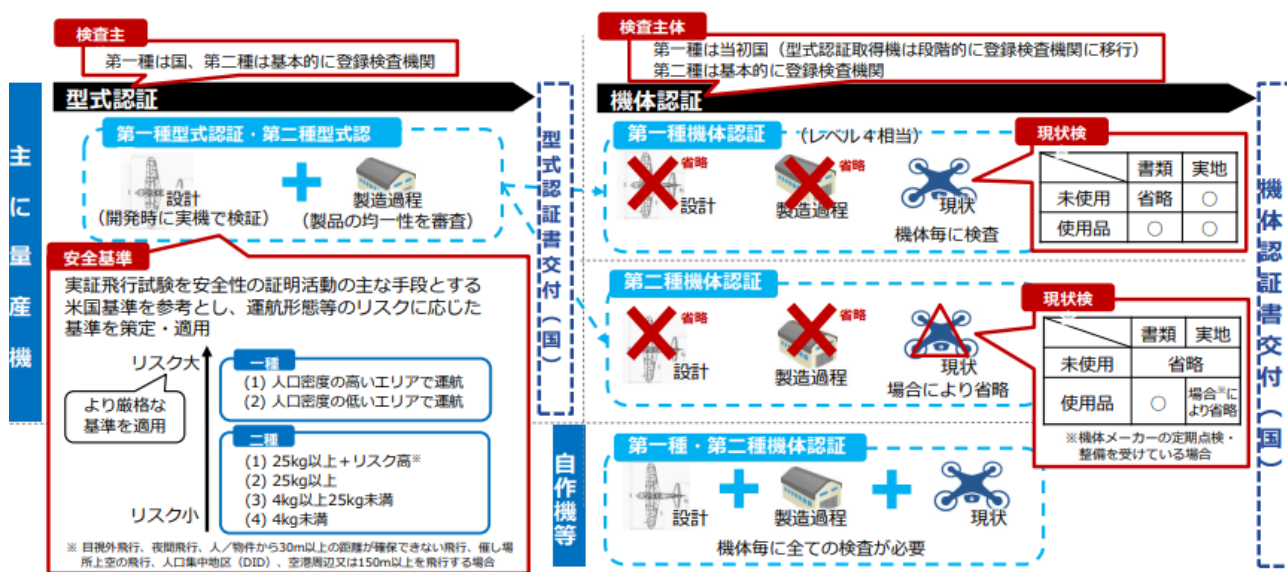 検査主
第一種は国、第二種は基本的に登録検査機関
型式認証
主に量産機
第一種型式認証・第二種型式認
設計
(開発時に実機で検証)
製造過程
(製品の均一性を審査)
安全基準
実証飛行試験を安全性の証明活動の主な手段とする
米国基準を参考とし、運航形態等のリスクに応じた
基準を策定・適用
リスク大
より厳格な
基準を適用
リスク小
一種
(1) 人口密度の高いエリアで運航
(2) 人口密度の低いエリアで運航
二種
(1) 25kg以上+リスク高※
(2) 25kg以上
(3) 4kg以上25kg未満
(4) 4kg未満
※ 目視外飛行、夜間飛行、人/物件から30m以上の距離が確保できない飛行、催し場
所上空の飛行、人口集中地区(DID)、空港周辺又は150m以上を飛行する場合
型式認証書交付(国)
検査主体
第一種は当初国(型式認証取得機は段階的に登録検査機関に移行)
第二種は基本的に登録検査機関
機体認証
第一種機体認証
(レベル4相当)
省略
設計
省略
製造過程
現状
機体毎に検査
現状検
書類 実地
未使用 省略 ○
使用品 ○ ○
第二種機体認証
省略
設計
省略
製造過程
現状
場合により省略
現状検
書類 実地
未使用 省略
使用品 ○ 場合※に
より省略
※機体メーカーの定期点検・
整備を受けている場合
自作機等
第一種・第二種機体認証
設計
製造過程
現状
機体毎に全ての検査が必要
機体認証書交付(国)